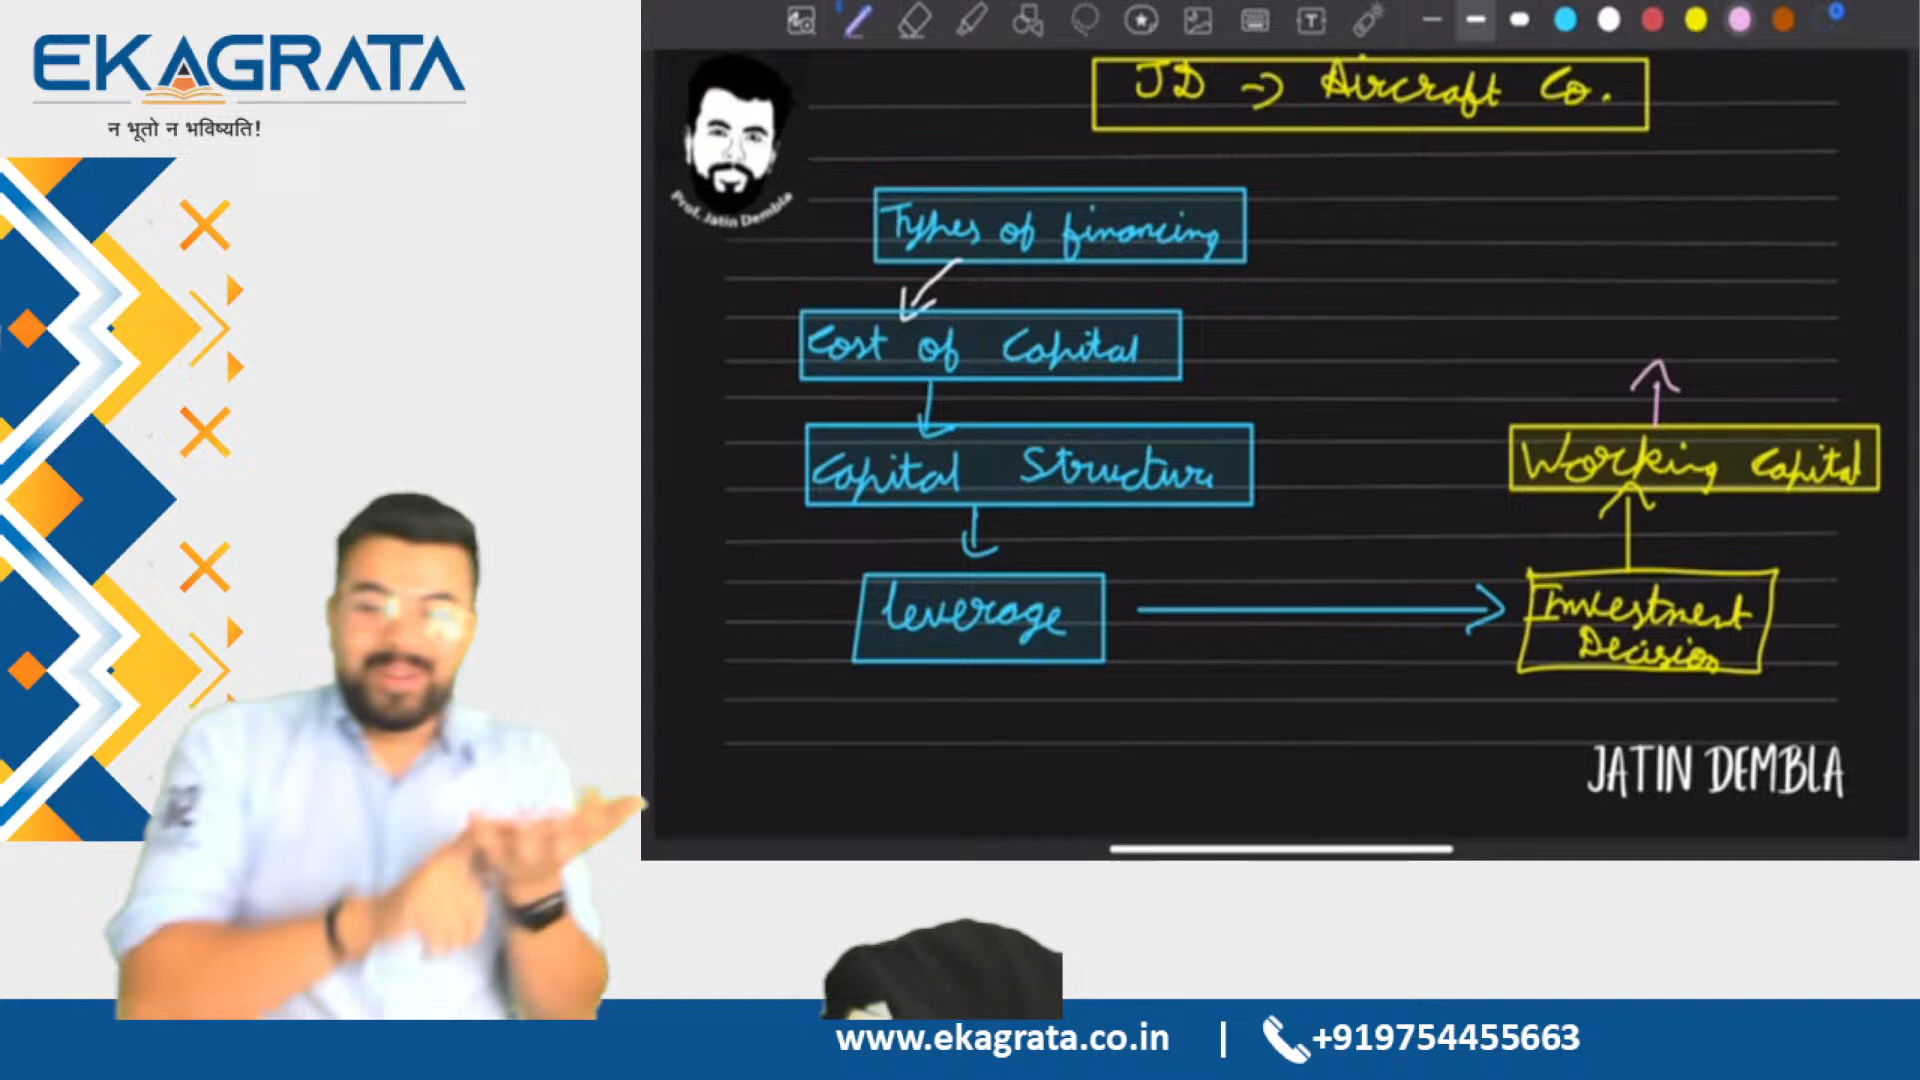 EKAGRATA
न भूतो न भविष्यति!
JD → Aircraft Co.
Prof. Jatin Dembla
Types of financing
Cost of Capital
Capital Structure
Working Capital
leverage
Investment
Decision
JATIN DEMBLA
www.ekagrata.co.in | +919754455663